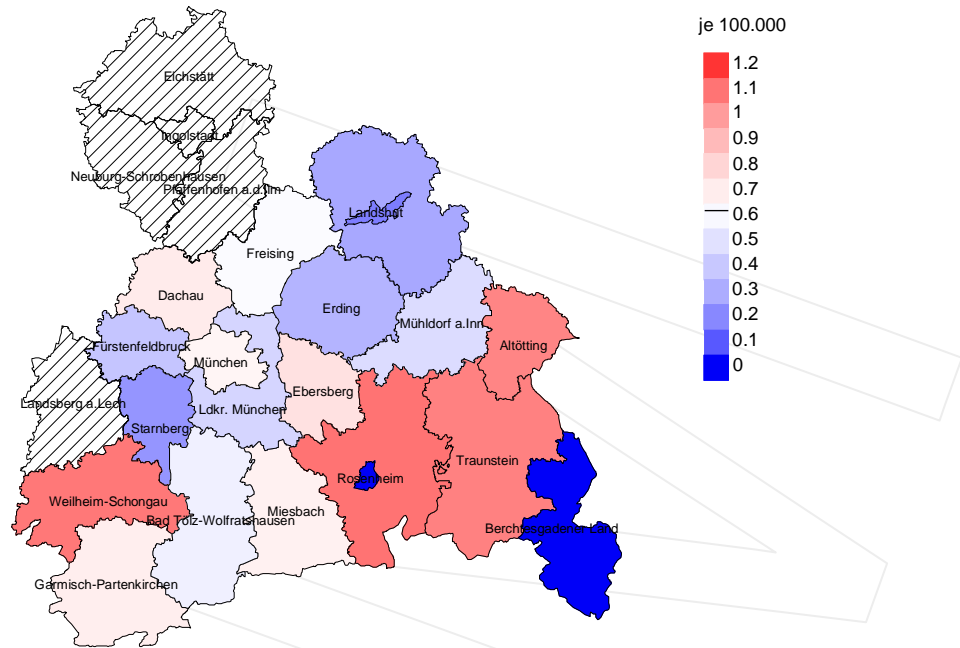 je 100.000
1.2
1.1
1
0.9
0.8
0.7
0.6
0.5
0.4
0.3
0.2
0.1
0
Eichstätt
Ingolstadt
Neuburg-Schrobenhausen
Pfaffenhofen a.d.Ilm
Landshut
Freising
Dachau
Erding
Mühldorf a.Inn
Altötting
Fürstenfeldbruck
München
Ebersberg
Landsberg a.Lech
Ldkr. München
Starnberg
Traunstein
Rosenheim
Weilheim-Schongau
Miesbach
Bad Tölz-Wolfratshausen
Berchtesgadener Land
Garmisch-Partenkirchen